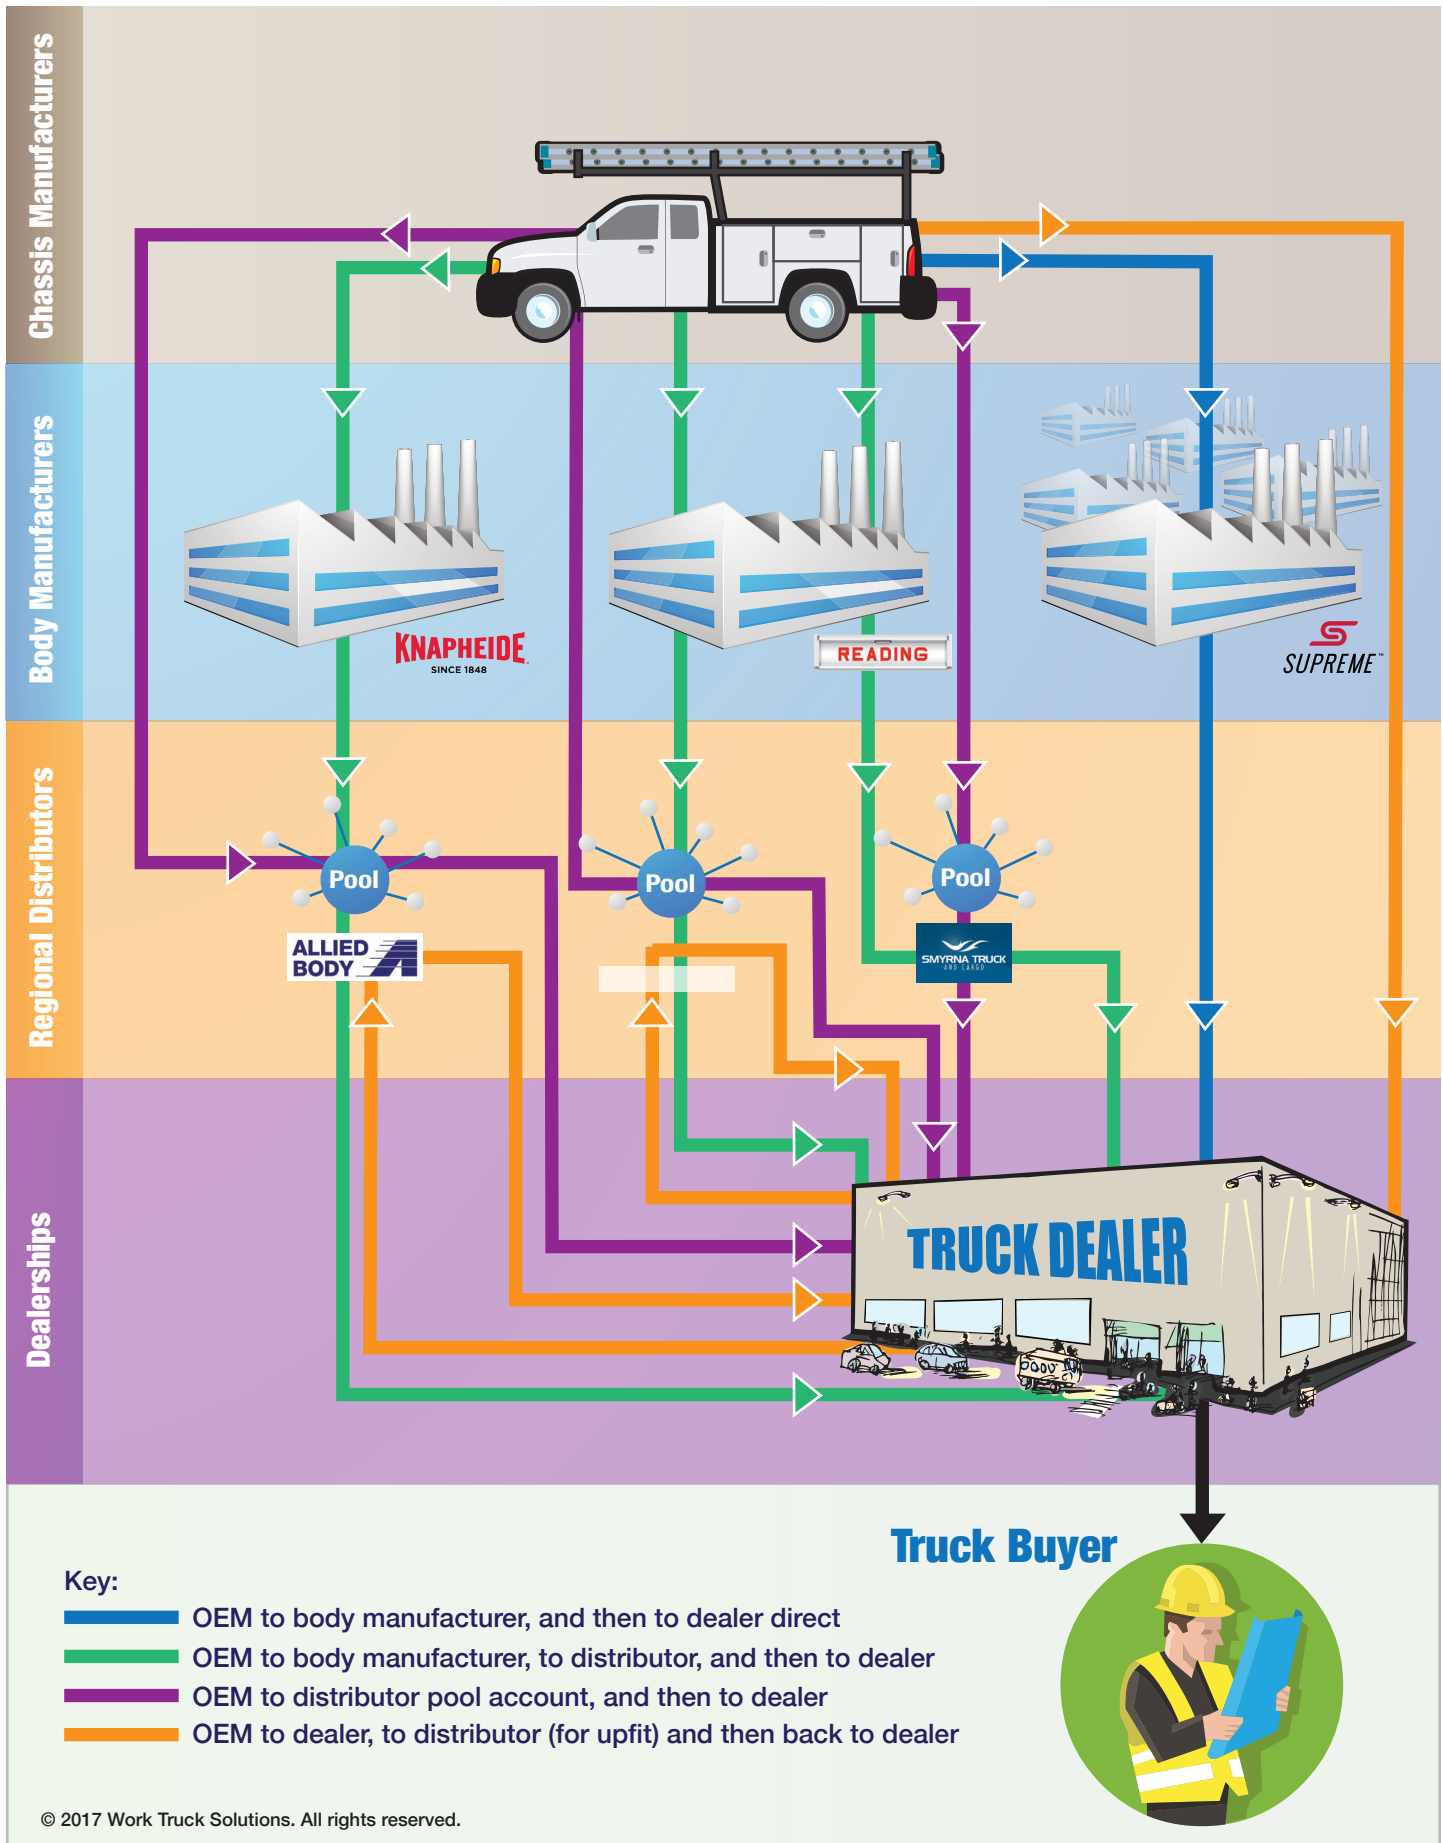 Chassis Manufacturers
Body Manufacturers
KNAPHEIDE
SINCE 1848
READING
SUPREME™
Regional Distributors
Pool
Pool
Pool
ALLIED
BODY
SMYRNA TRUCK
AND CARGO
Dealerships
TRUCK DEALER
Truck Buyer
Key:
OEM to body manufacturer, and then to dealer direct
OEM to body manufacturer, to distributor, and then to dealer
OEM to distributor pool account, and then to dealer
OEM to dealer, to distributor (for upfit) and then back to dealer
© 2017 Work Truck Solutions. All rights reserved.